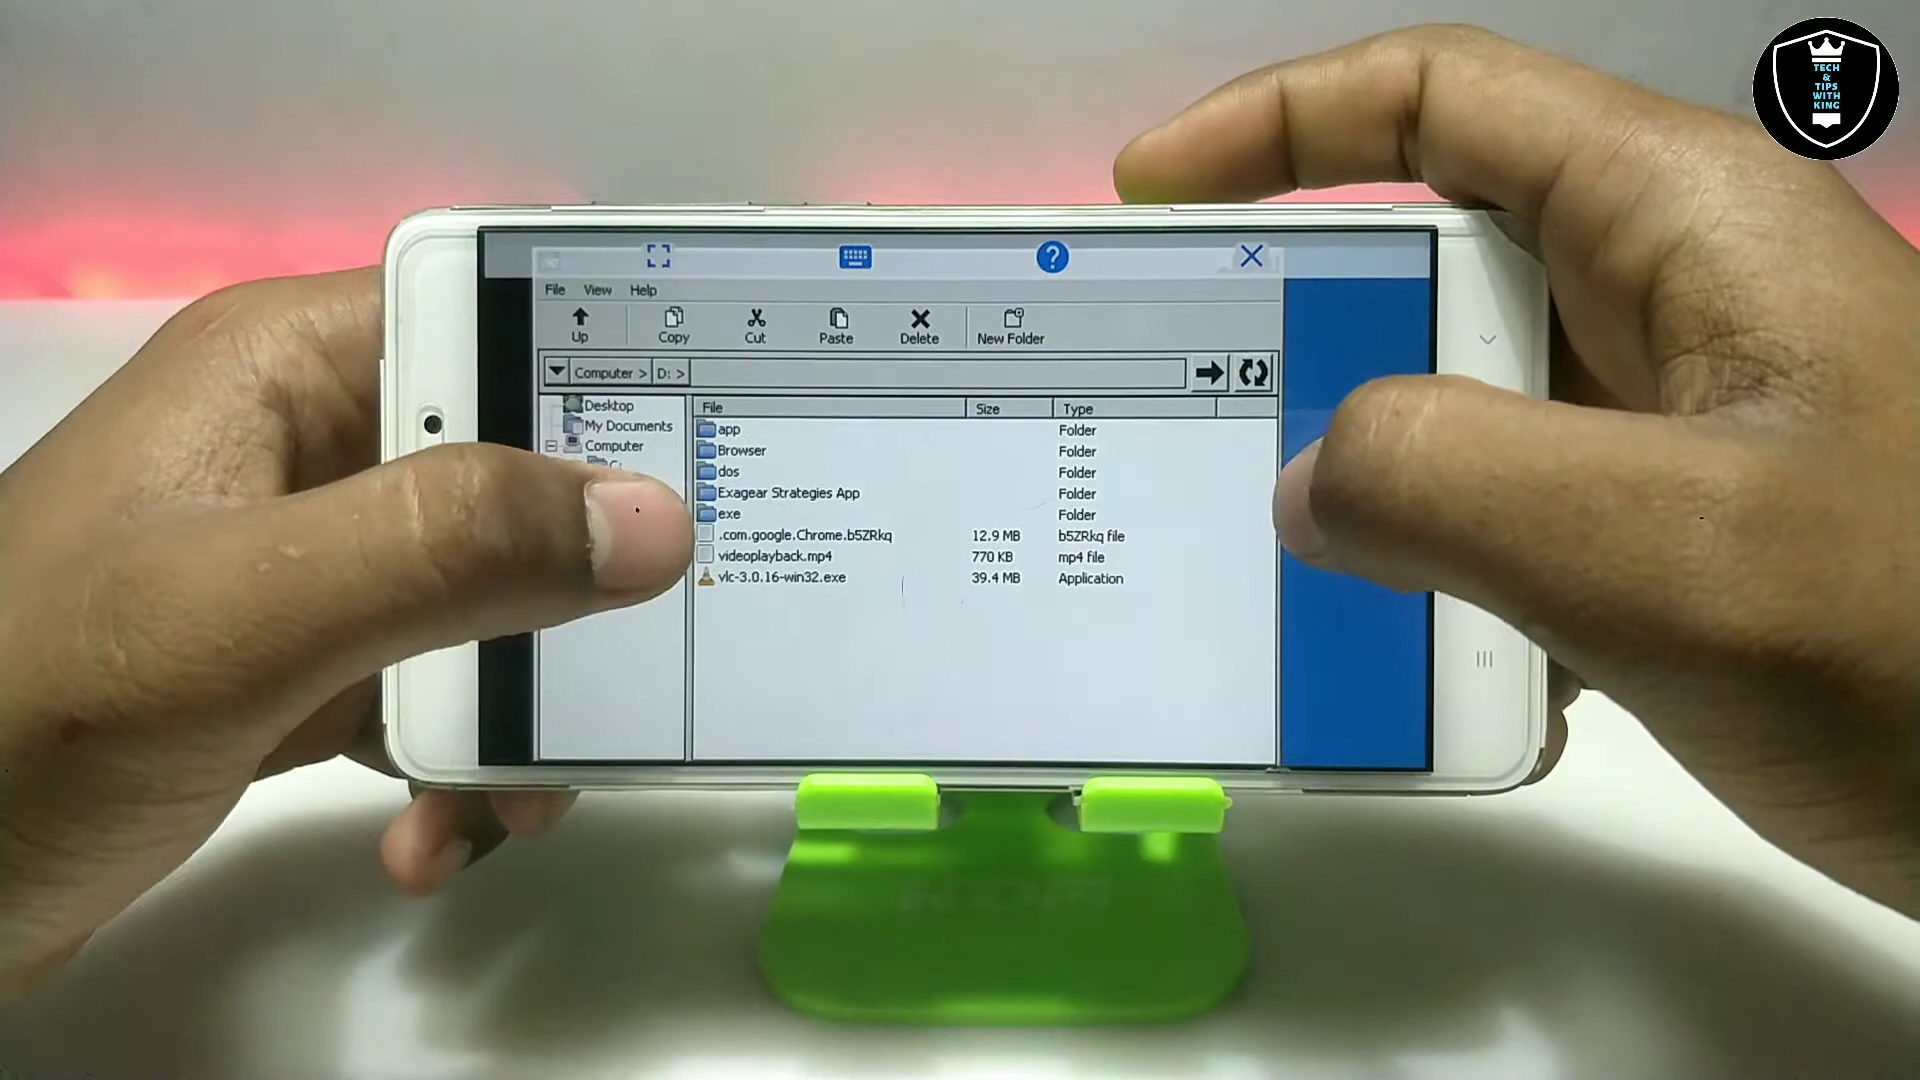 TECH
&
TIPS
WITH
KING
?
File View Help
Up Copy Cut Paste Delete New Folder
Computer > D: >
Desktop
My Documents
Computer
C:
File Size Type
app Folder
Browser Folder
dos Folder
Exagear Strategies App Folder
exe Folder
.com.google.Chrome.b5ZRkq 12.9 MB b5ZRkq file
videoplayback.mp4 770 KB mp4 file
vlc-3.0.16-win32.exe 39.4 MB Application